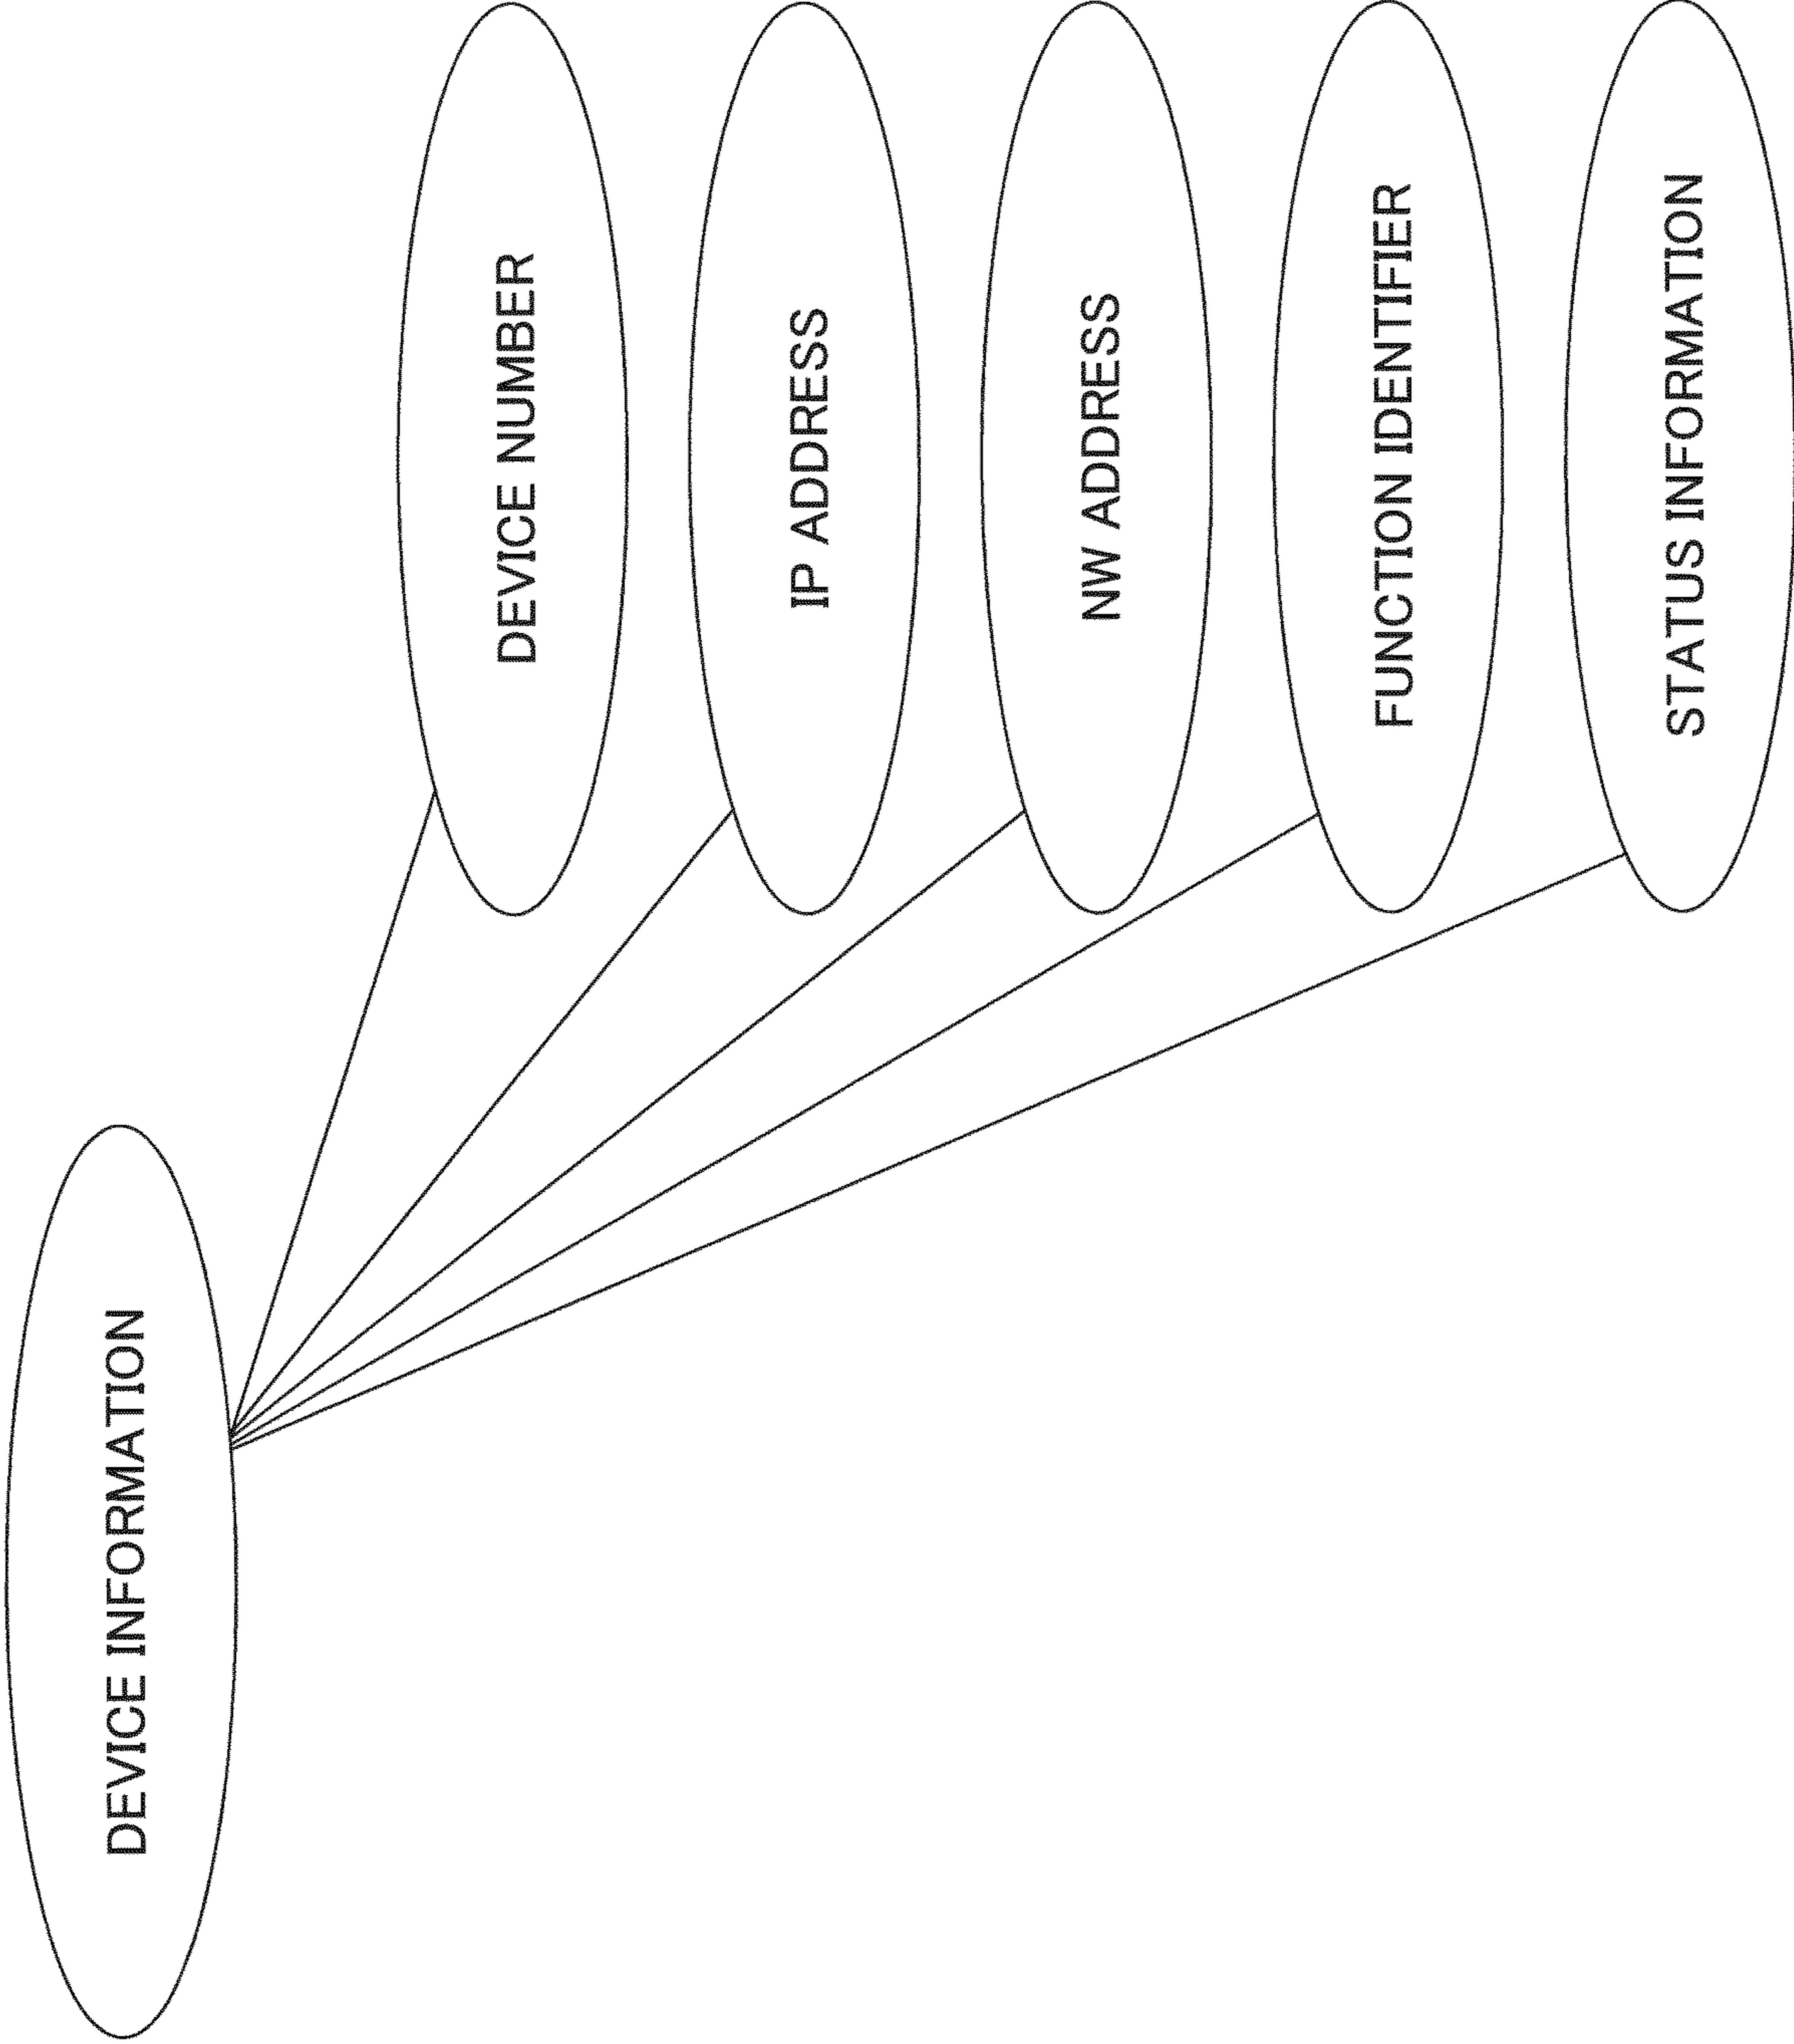 DEVICE INFORMATION
DEVICE NUMBER
IP ADDRESS
NW ADDRESS
FUNCTION IDENTIFIER
STATUS INFORMATION